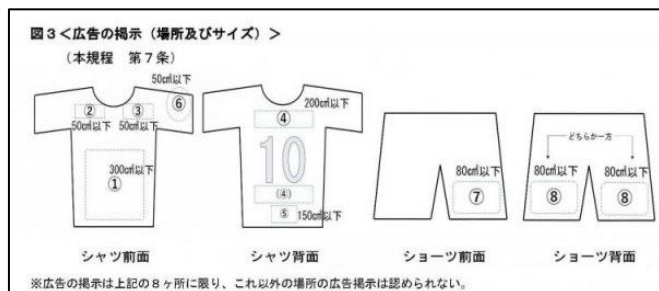 図3<広告の掲示(場所及びサイズ)>
(本規程 第7条)
50c㎡以下
② ③ ⑥
50c㎡以下 50c㎡以下
300c㎡以下
①
シャツ前面
200c㎡以下
④
10
(④)
⑤ 150c㎡以下
シャツ背面
80c㎡以下
⑦
ショーツ前面
どちらか一方
80c㎡以下 80c㎡以下
⑧ ⑧
ショーツ背面
※広告の掲示は上記の8ヶ所に限り、これ以外の場所の広告掲示は認められない。